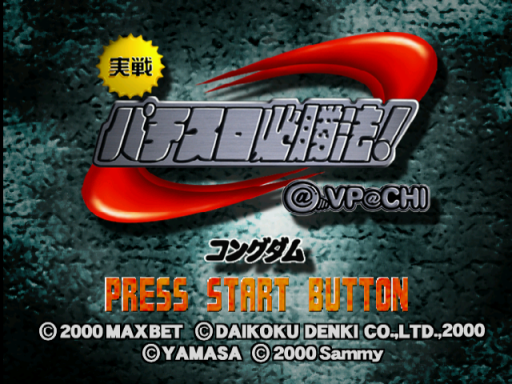 実戦
パチスロ必勝法!
@VP@CHI
コングダム
PRESS START BUTTON
©2000 MAXBET ©DAIKOKU DENKI CO.,LTD.,2000
©YAMASA ©2000 Sammy